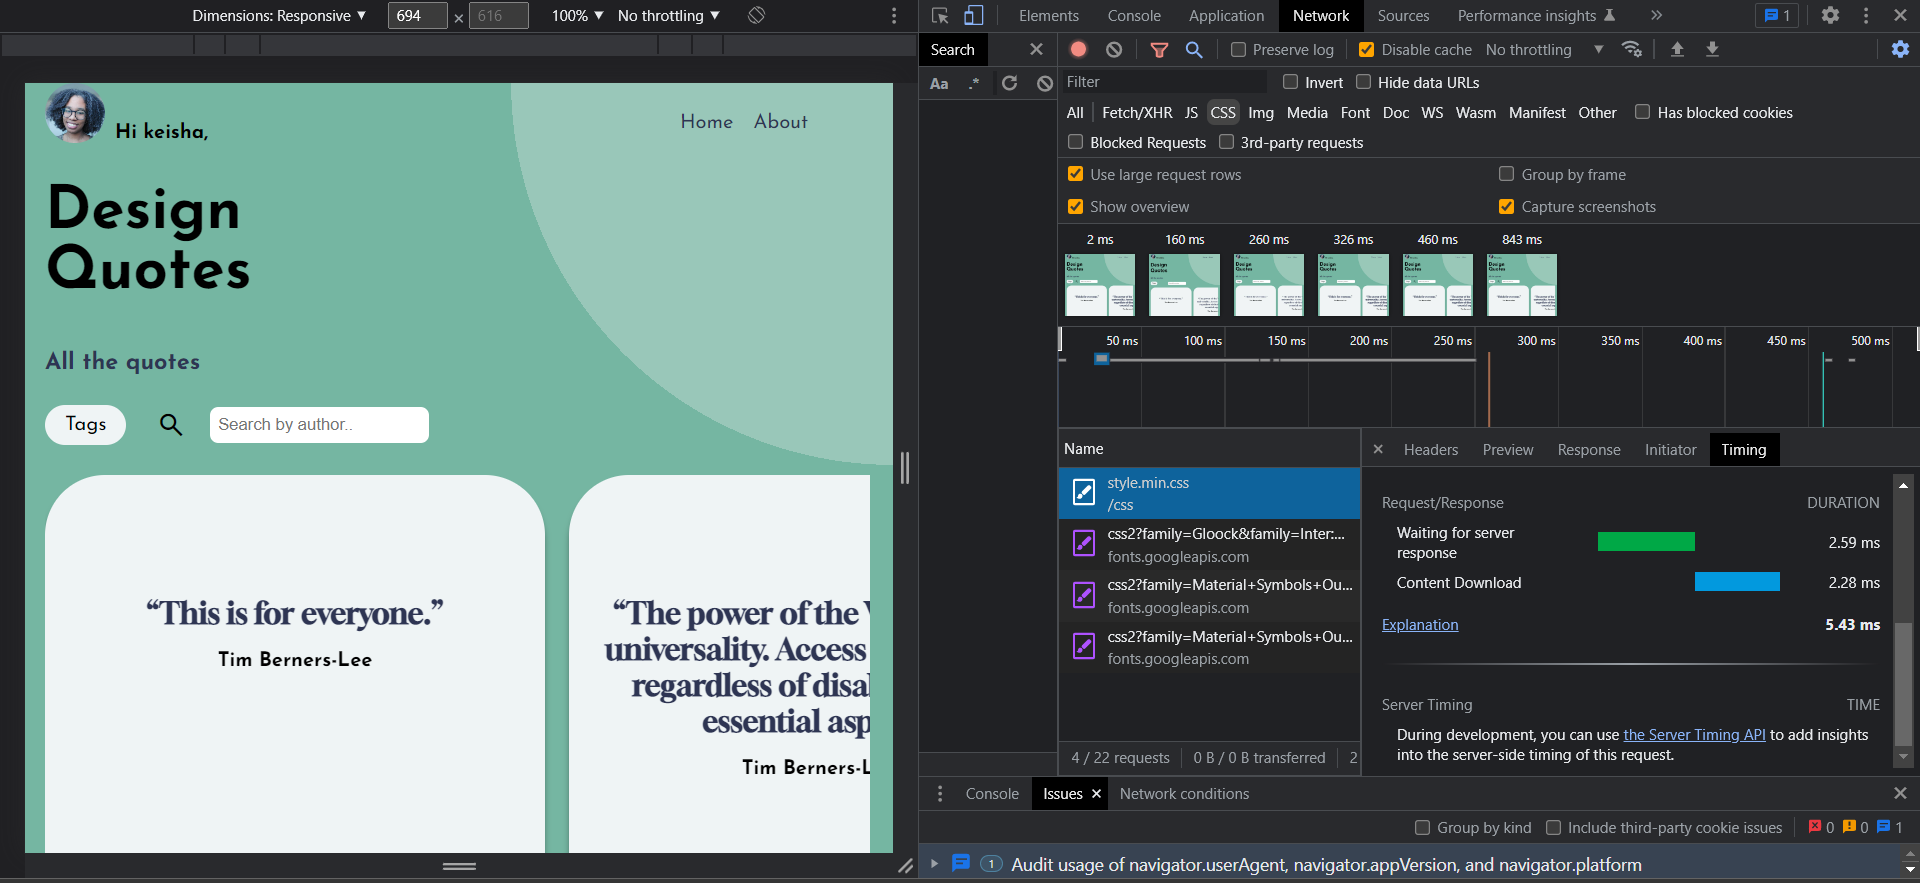 Dimensions: Responsive ▼ 694 × 616 100% ▼ No throttling ▼
Elements Console Application Network Sources Performance insights » 1
Search
Preserve log Disable cache No throttling ▼
Aa .*
Filter Invert Hide data URLs
All Fetch/XHR JS CSS Img Media Font Doc WS Wasm Manifest Other Has blocked cookies
Blocked Requests 3rd-party requests
Use large request rows Group by frame
Show overview Capture screenshots
2 ms 160 ms 260 ms 326 ms 460 ms 843 ms
50 ms 100 ms 150 ms 200 ms 250 ms 300 ms 350 ms 400 ms 450 ms 500 ms
Hi keisha,
Home About
Design
Quotes
All the quotes
Tags
Search by author..
“This is for everyone.”
Tim Berners-Lee
“The power of the W
universality. Access
regardless of disal
essential asp
Tim Berners-L
Name
style.min.css
/css
css2?family=Gloock&family=Inter:...
fonts.googleapis.com
css2?family=Material+Symbols+Ou...
fonts.googleapis.com
css2?family=Material+Symbols+Ou...
fonts.googleapis.com
4 / 22 requests 0 B / 0 B transferred 2
Headers Preview Response Initiator Timing
Request/Response DURATION
Waiting for server
response
2.59 ms
Content Download 2.28 ms
Explanation 5.43 ms
Server Timing TIME
During development, you can use the Server Timing API to add insights
into the server-side timing of this request.
Console Issues Network conditions
Group by kind Include third-party cookie issues 0 0 1
1 Audit usage of navigator.userAgent, navigator.appVersion, and navigator.platform